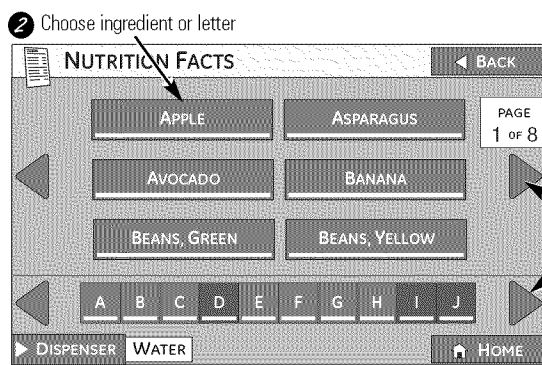 2 Choose ingredient or letter
NUTRITION FACTS
BACK
APPLE
ASPARAGUS
PAGE
1 OF 8
AVOCADO
BANANA
BEANS, GREEN
BEANS, YELLOW
A B C D E F G H I J
DISPENSER WATER
HOME